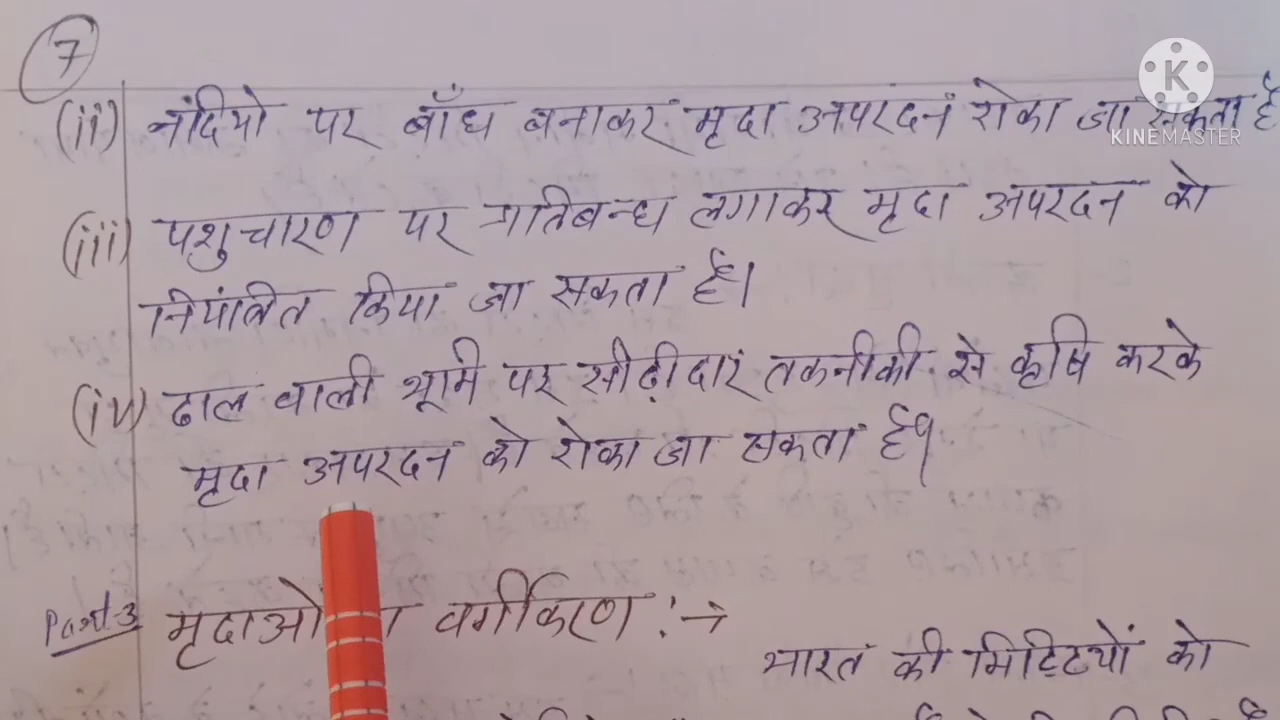 7
(ii) नंदियो पर बाँध बनाकर मृदा अपरदन रोका जा सकता है
KINEMASTER
(iii) पशुचारण पर प्रतिबन्ध लगाकर मृदा अपरदन को
नियंत्रित किया जा सकता है।
(iv) ढाल वाली भूमि पर सीढ़ीदार तकनीकी से कृषि करके
मृदा अपरदन को रोका जा सकता है।
Part-3 मृदाओ वर्गीकरण :→
भारत की मिट्टियों को